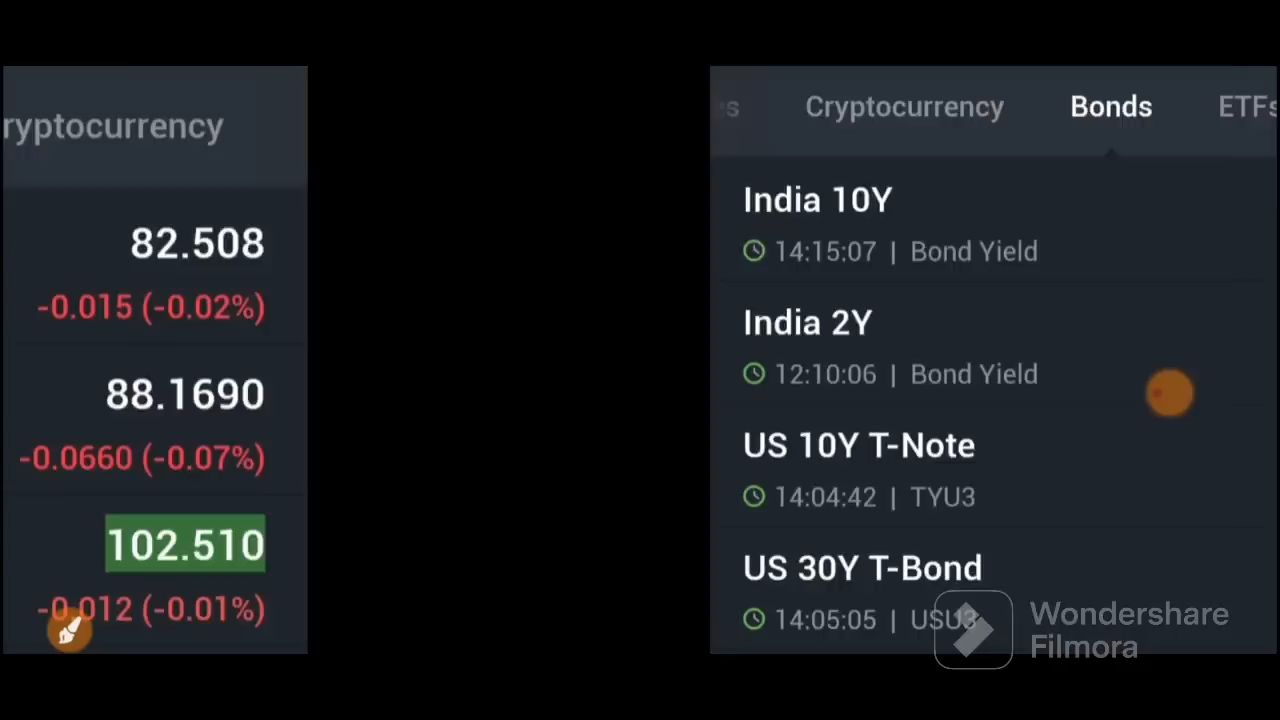 ryptocurrency
82.508
-0.015 (-0.02%)
88.1690
-0.0660 (-0.07%)
102.510
-0.012 (-0.01%)
es Cryptocurrency Bonds ETFs
India 10Y
14:15:07 | Bond Yield
India 2Y
12:10:06 | Bond Yield
US 10Y T-Note
14:04:42 | TYU3
US 30Y T-Bond
14:05:05 | USU3
Wondershare
Filmora